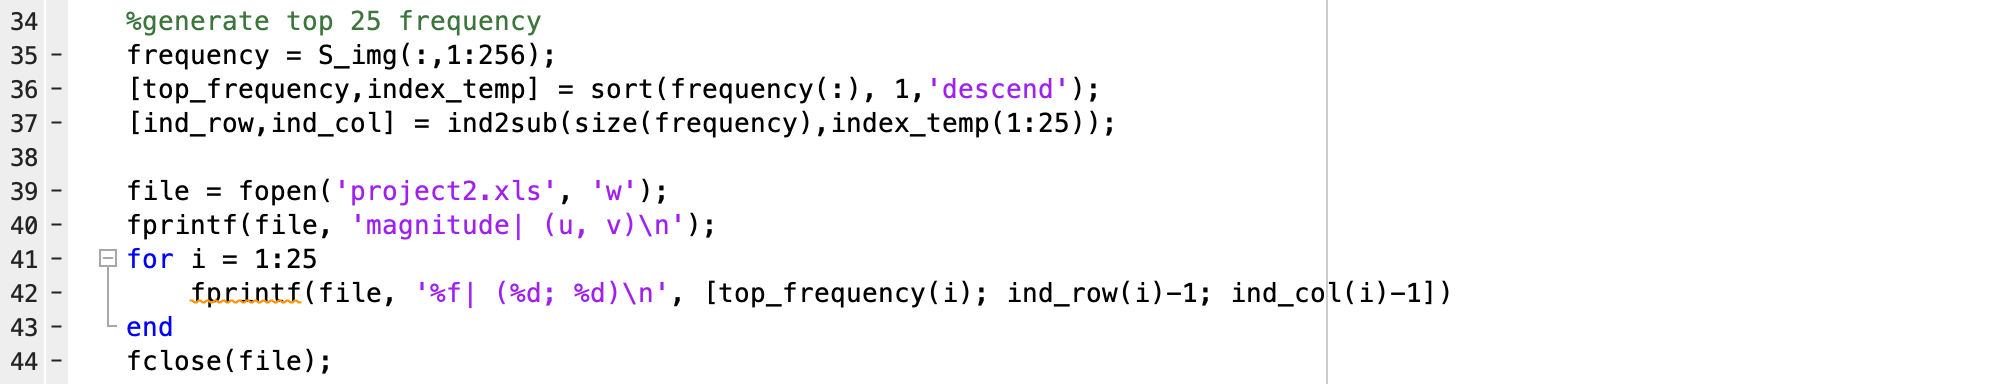 34 %generate top 25 frequency
35 - frequency = S_img(:,1:256);
36 - [top_frequency,index_temp] = sort(frequency(:), 1,'descend');
37 - [ind_row,ind_col] = ind2sub(size(frequency),index_temp(1:25));
38
39 - file = fopen('project2.xls', 'w');
40 - fprintf(file, 'magnitude| (u, v)\n');
41 - for i = 1:25
42 - fprintf(file, '%f| (%d; %d)\n', [top_frequency(i); ind_row(i)-1; ind_col(i)-1])
43 - end
44 - fclose(file);